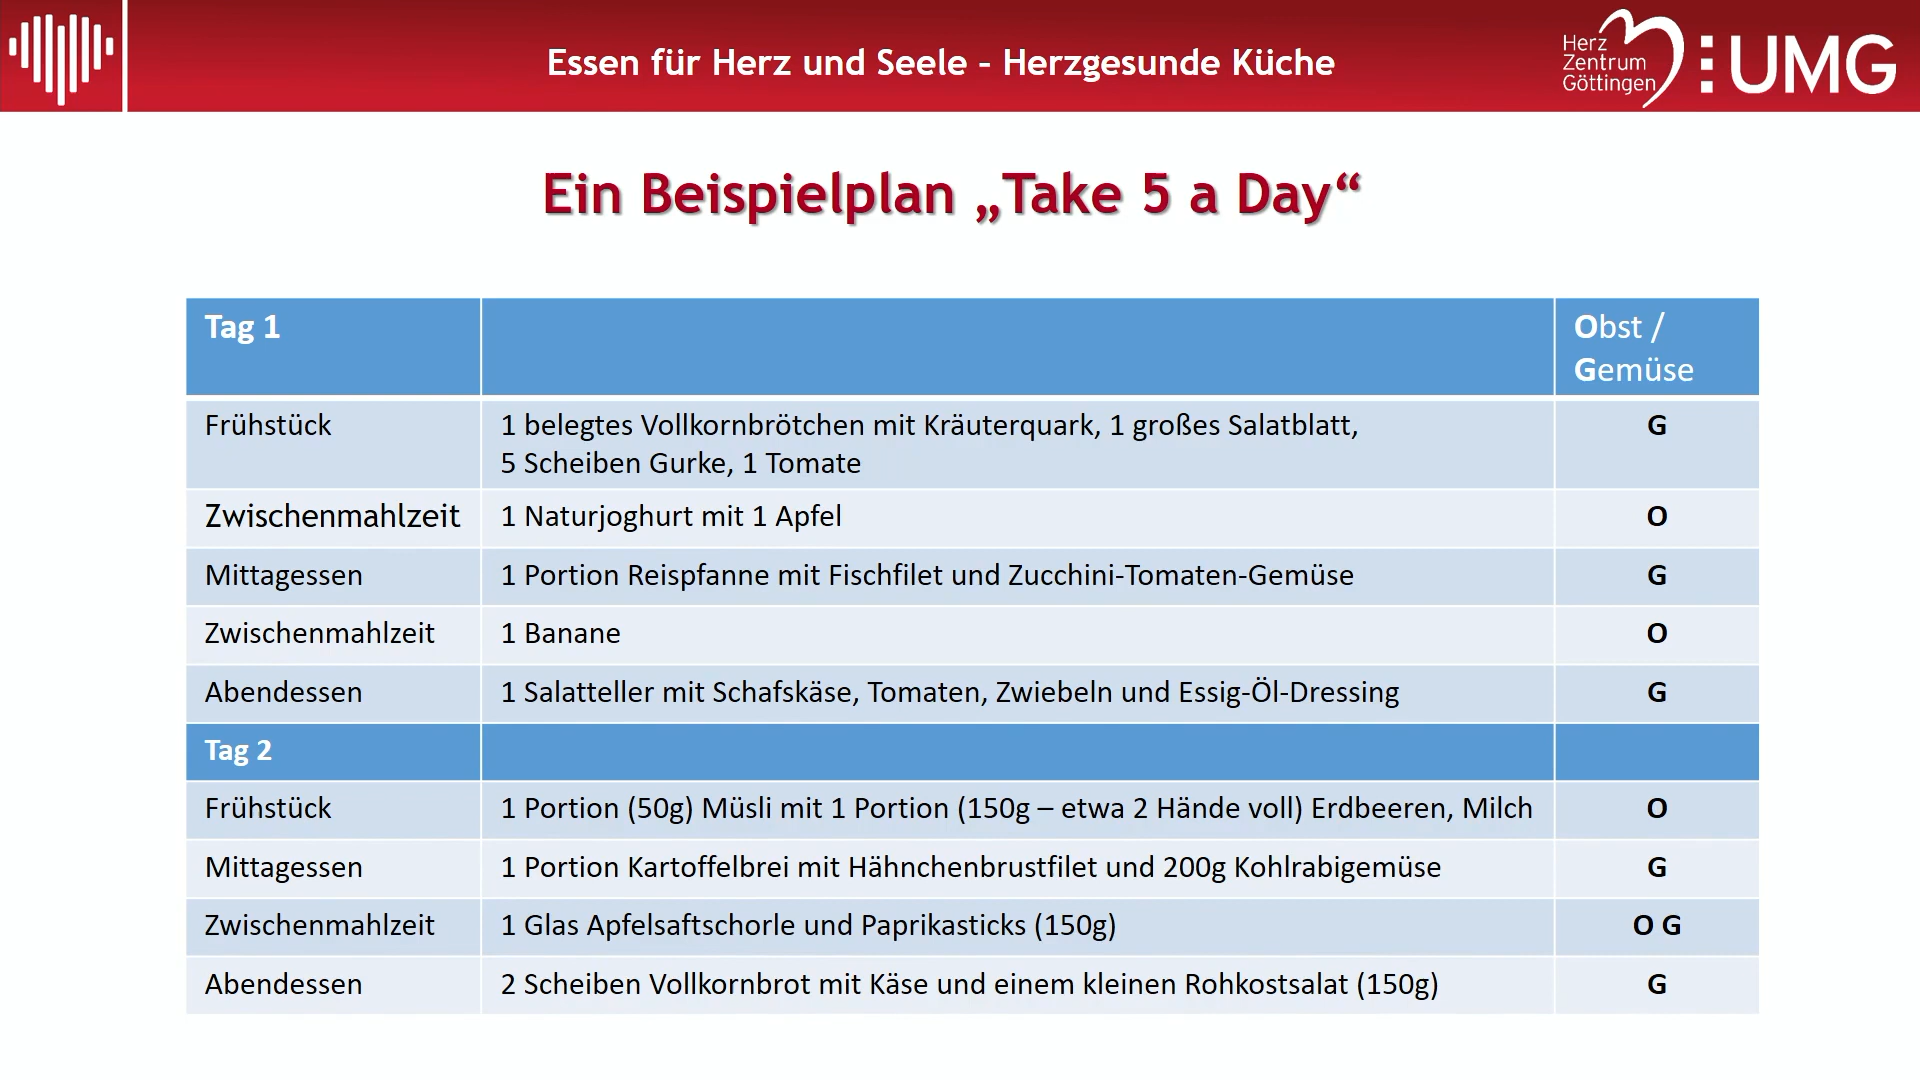 Essen für Herz und Seele - Herzgesunde Küche
Herz
Zentrum
Göttingen
UMG
Ein Beispielplan „Take 5 a Day“
Tag 1
Obst /
Gemüse
Frühstück
1 belegtes Vollkornbrötchen mit Kräuterquark, 1 großes Salatblatt,
5 Scheiben Gurke, 1 Tomate
G
Zwischenmahlzeit
1 Naturjoghurt mit 1 Apfel
O
Mittagessen
1 Portion Reispfanne mit Fischfilet und Zucchini-Tomaten-Gemüse
G
Zwischenmahlzeit
1 Banane
O
Abendessen
1 Salatteller mit Schafskäse, Tomaten, Zwiebeln und Essig-Öl-Dressing
G
Tag 2
Frühstück
1 Portion (50g) Müsli mit 1 Portion (150g – etwa 2 Hände voll) Erdbeeren, Milch
O
Mittagessen
1 Portion Kartoffelbrei mit Hähnchenbrustfilet und 200g Kohlrabigemüse
G
Zwischenmahlzeit
1 Glas Apfelsaftschorle und Paprikasticks (150g)
O G
Abendessen
2 Scheiben Vollkornbrot mit Käse und einem kleinen Rohkostsalat (150g)
G